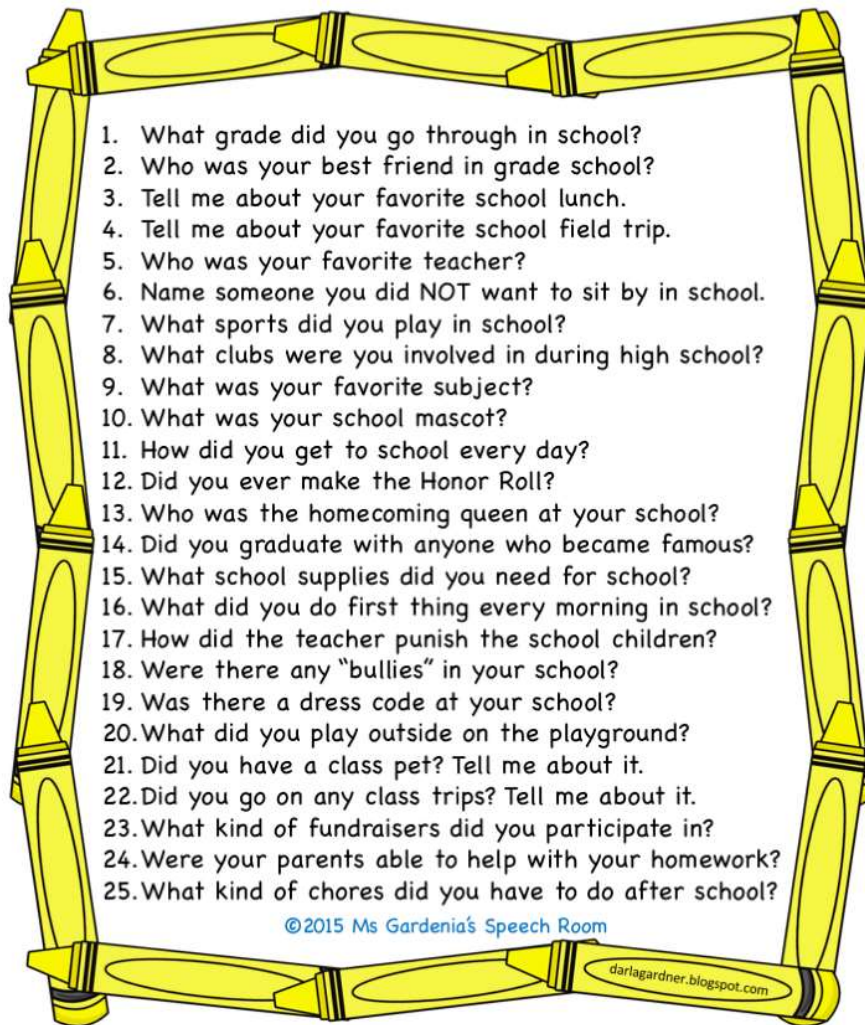 1. What grade did you go through in school?
2. Who was your best friend in grade school?
3. Tell me about your favorite school lunch.
4. Tell me about your favorite school field trip.
5. Who was your favorite teacher?
6. Name someone you did NOT want to sit by in school.
7. What sports did you play in school?
8. What clubs were you involved in during high school?
9. What was your favorite subject?
10. What was your school mascot?
11. How did you get to school every day?
12. Did you ever make the Honor Roll?
13. Who was the homecoming queen at your school?
14. Did you graduate with anyone who became famous?
15. What school supplies did you need for school?
16. What did you do first thing every morning in school?
17. How did the teacher punish the school children?
18. Were there any “bullies” in your school?
19. Was there a dress code at your school?
20. What did you play outside on the playground?
21. Did you have a class pet? Tell me about it.
22. Did you go on any class trips? Tell me about it.
23. What kind of fundraisers did you participate in?
24. Were your parents able to help with your homework?
25. What kind of chores did you have to do after school?
©2015 Ms Gardenia's Speech Room
darlagardner.blogspot.com